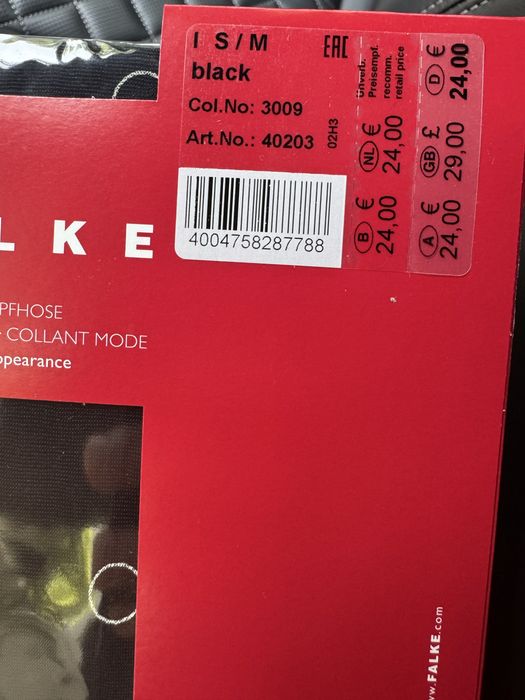 I S/M
black
Col.No: 3009
Art.No.: 40203
02H3
EAC
4004758287788
unverb.
Preisempf.
recomm.
retail price
D €
24,00
NL €
24,00
GB £
29,00
B €
24,00
A €
24,00
LKE
PFHOSE
COLLANT MODE
ppearance
w.FALKE.com